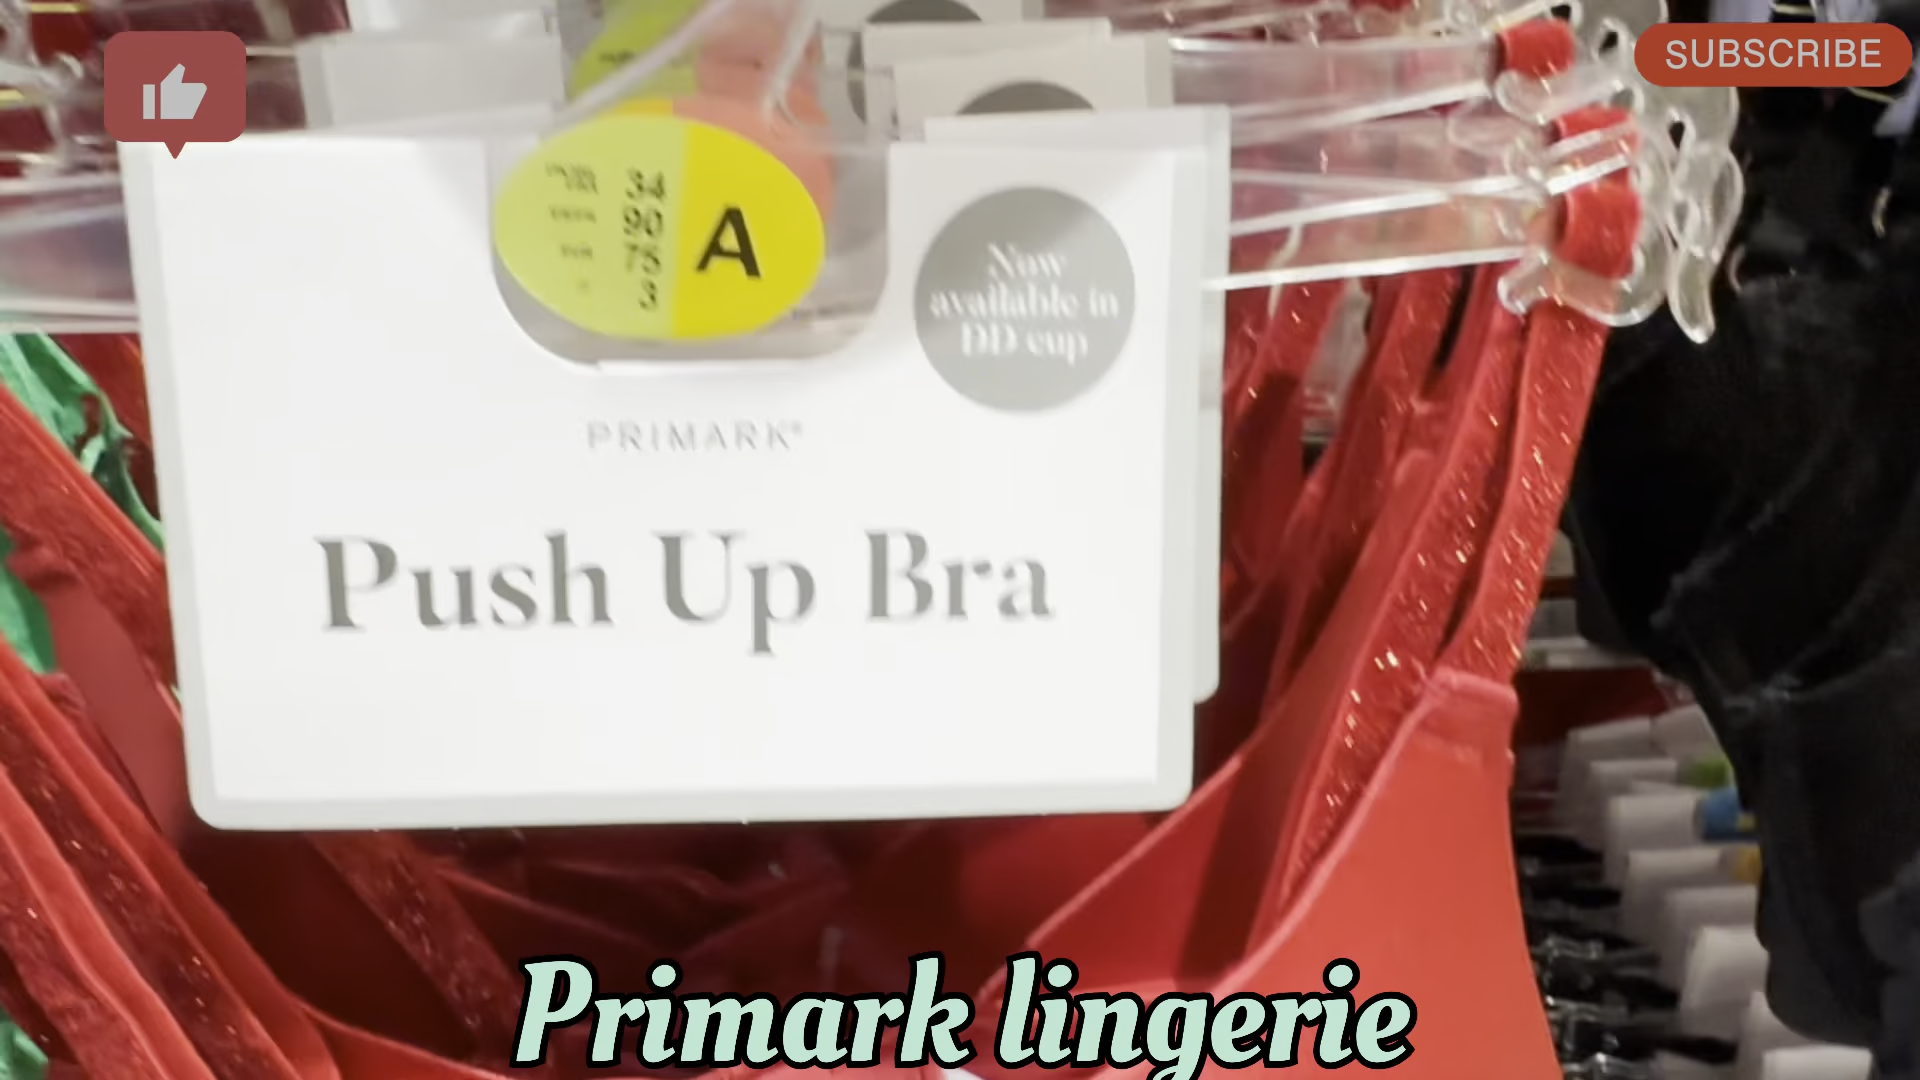 SUBSCRIBE
34
90
75
3
A
Now
available in
DD cup
PRIMARK®
Push Up Bra
Primark lingerie